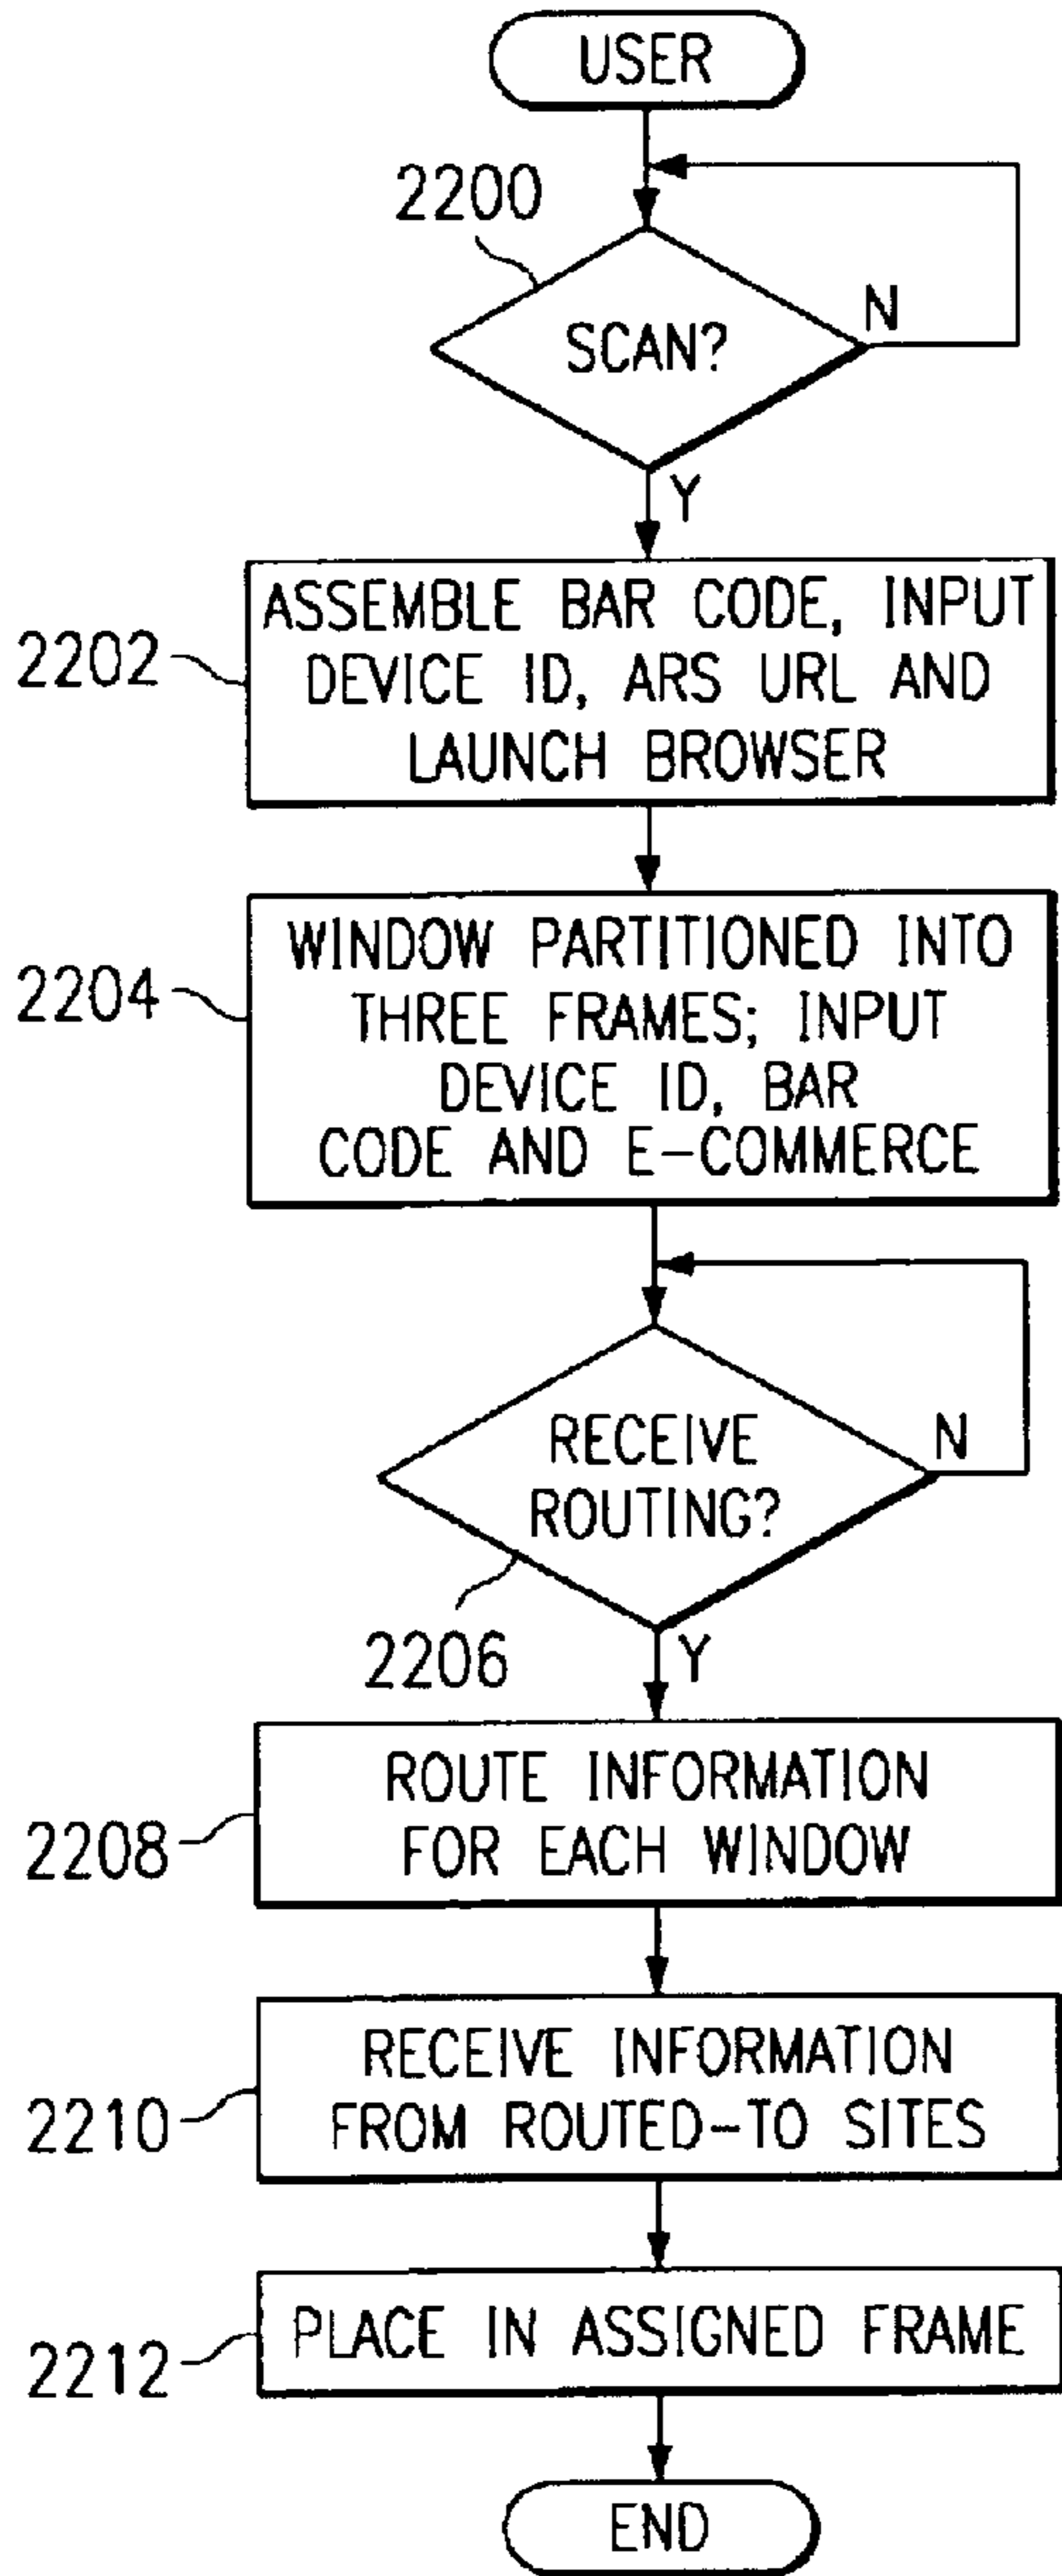 USER
2200
SCAN?
N
Y
2202
ASSEMBLE BAR CODE, INPUT
DEVICE ID, ARS URL AND
LAUNCH BROWSER
2204
WINDOW PARTITIONED INTO
THREE FRAMES; INPUT
DEVICE ID, BAR
CODE AND E-COMMERCE
RECEIVE
ROUTING?
N
2206
Y
2208
ROUTE INFORMATION
FOR EACH WINDOW
2210
RECEIVE INFORMATION
FROM ROUTED-TO SITES
2212
PLACE IN ASSIGNED FRAME
END